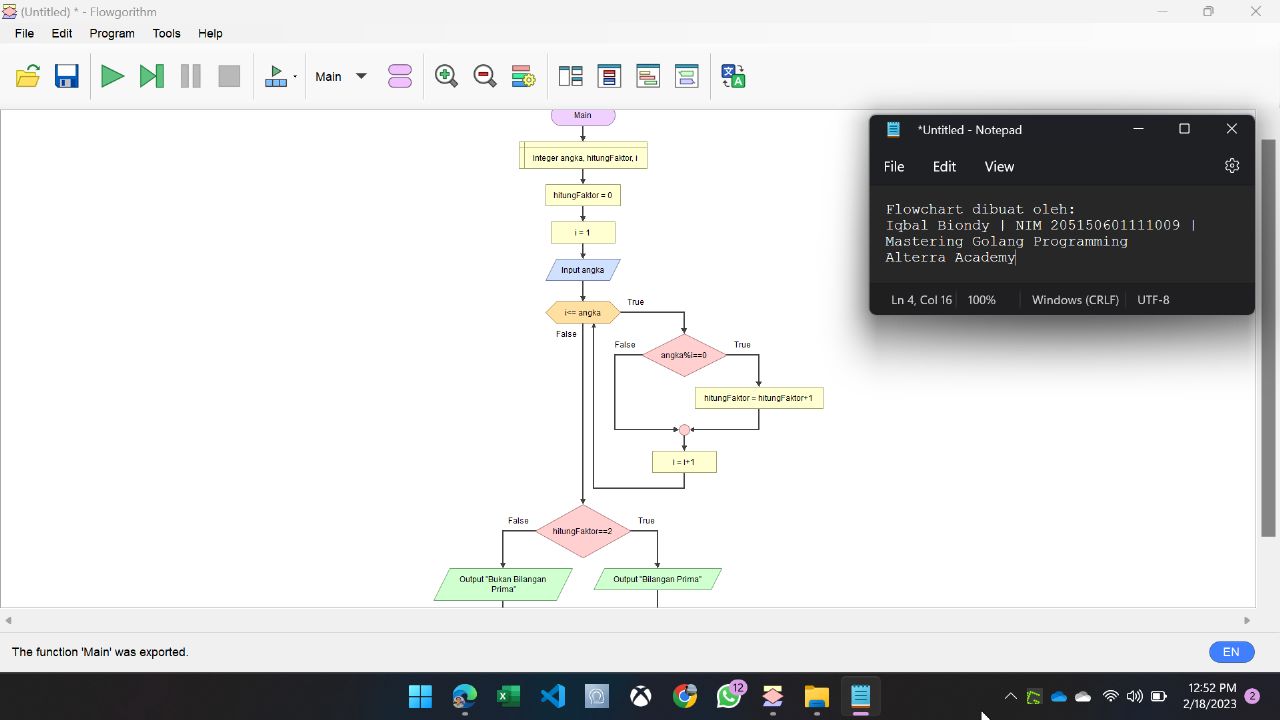 (Untitled) * - Flowgorithm
File Edit Program Tools Help
Main
Main
Integer angka, hitungFaktor, i
hitungFaktor = 0
i = 1
Input angka
i<= angka
True
False
False
True
angka%i==0
hitungFaktor = hitungFaktor+1
i = i+1
False
True
hitungFaktor==2
Output "Bukan Bilangan
Prima"
Output "Bilangan Prima"
*Untitled - Notepad
File Edit View
Flowchart dibuat oleh:
Iqbal Biondy | NIM 205150601111009 |
Mastering Golang Programming
Alterra Academy
Ln 4, Col 16 100% Windows (CRLF) UTF-8
The function 'Main' was exported.
EN
12
12:52 PM
2/18/2023
2